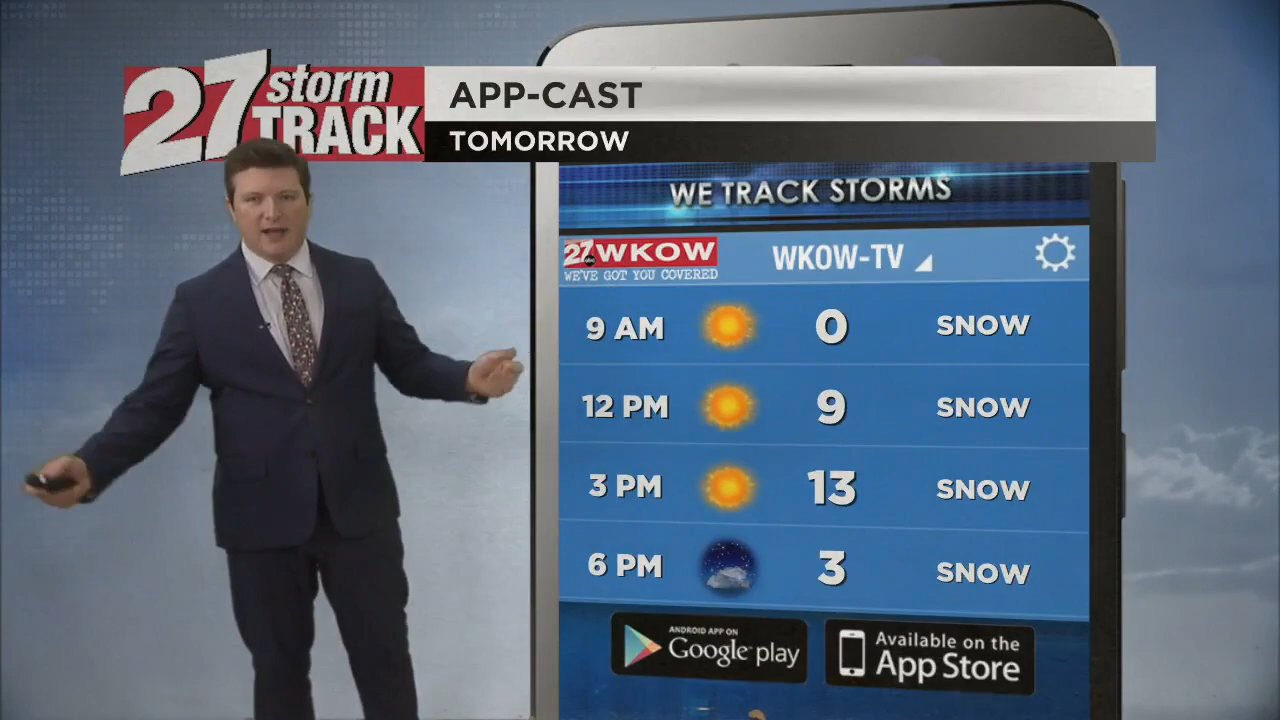 27 storm
TRACK
APP-CAST
TOMORROW
WE TRACK STORMS
27 WKOW
WE'VE GOT YOU COVERED
WKOW-TV
9 AM 0 SNOW
12 PM 9 SNOW
3 PM 13 SNOW
6 PM 3 SNOW
ANDROID APP ON
Google play
Available on the
App Store